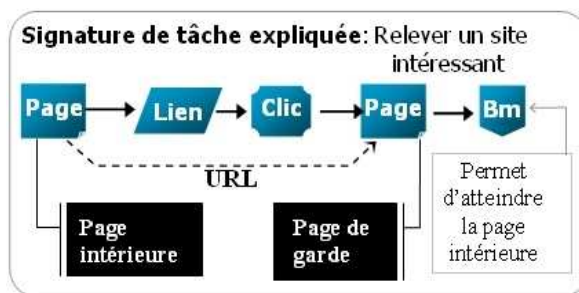 Signature de tâche expliquée: Relever un site
intéressant
Page
Lien
Clic
Page
Bm
URL
Page
intérieure
Page de
garde
Permet
d'atteindre
la page
intérieure